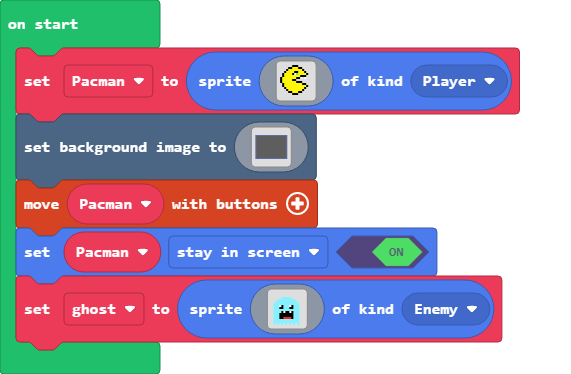 on start
set Pacman to sprite of kind Player
set background image to
move Pacman with buttons
set Pacman stay in screen ON
set ghost to sprite of kind Enemy